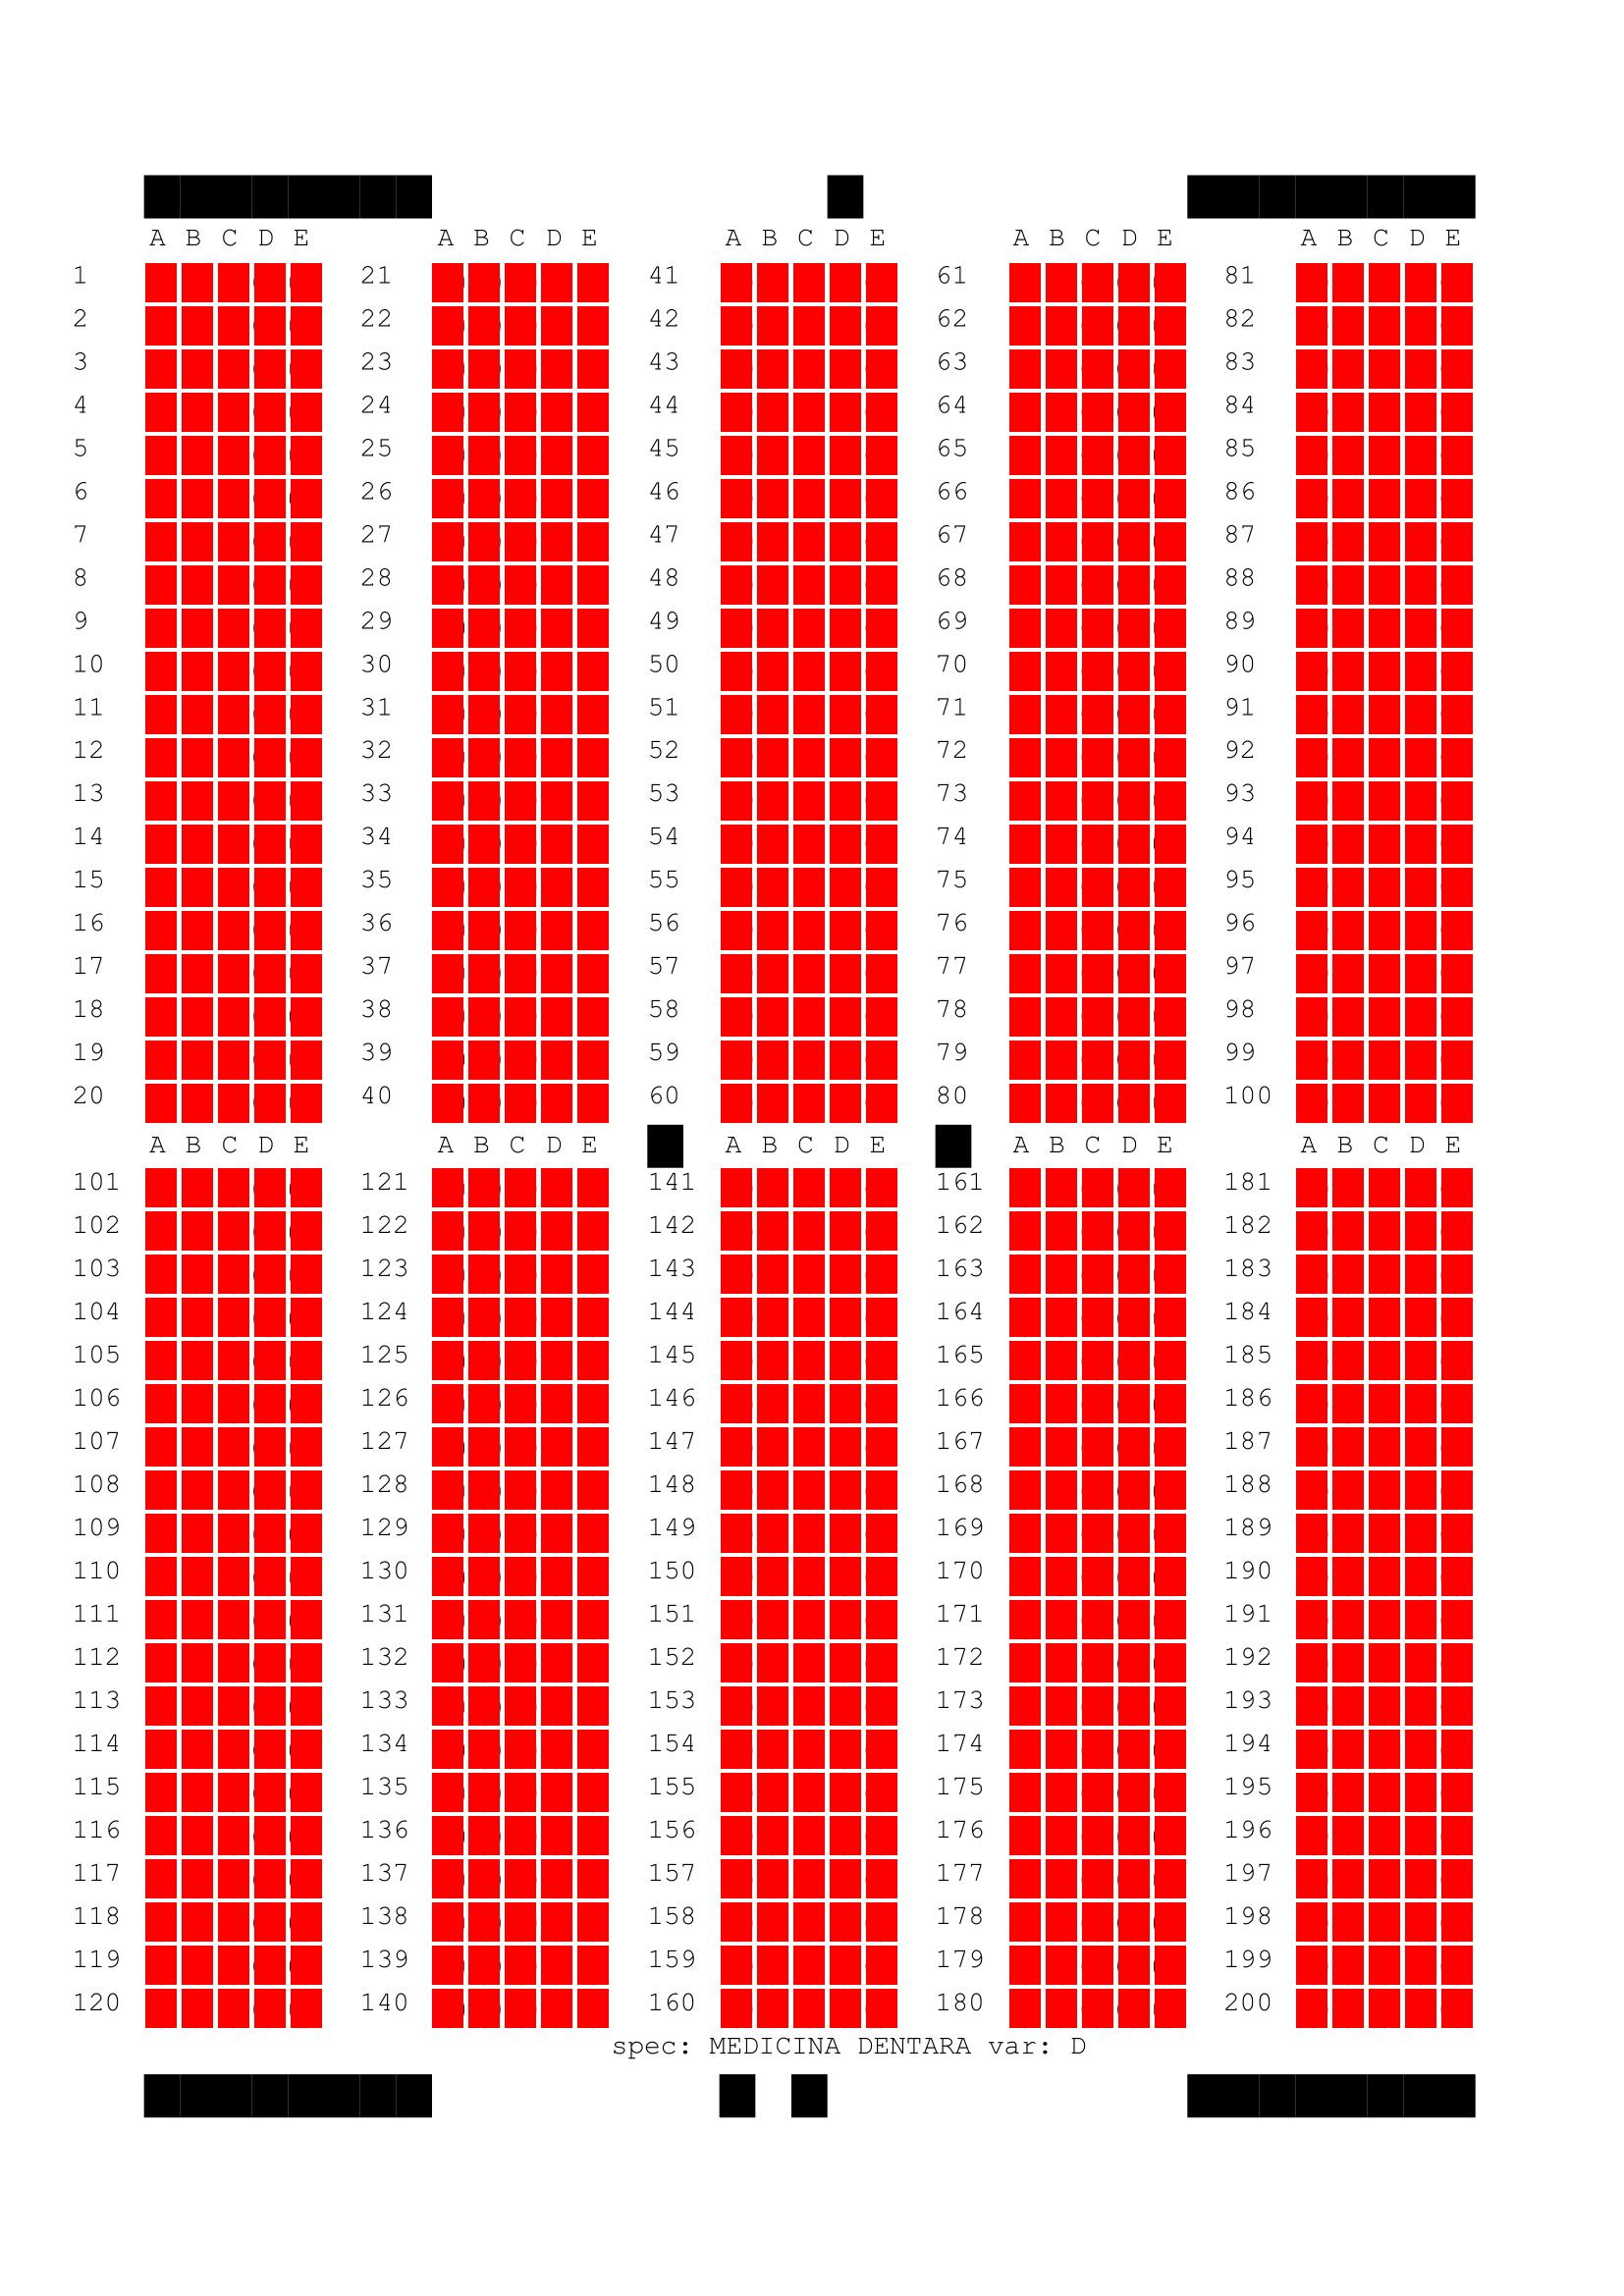 A B C D E A B C D E A B C D E A B C D E A B C D E
1 21 41 61 81
2 22 42 62 82
3 23 43 63 83
4 24 44 64 84
5 25 45 65 85
6 26 46 66 86
7 27 47 67 87
8 28 48 68 88
9 29 49 69 89
10 30 50 70 90
11 31 51 71 91
12 32 52 72 92
13 33 53 73 93
14 34 54 74 94
15 35 55 75 95
16 36 56 76 96
17 37 57 77 97
18 38 58 78 98
19 39 59 79 99
20 40 60 80 100
A B C D E A B C D E A B C D E A B C D E A B C D E
101 121 141 161 181
102 122 142 162 182
103 123 143 163 183
104 124 144 164 184
105 125 145 165 185
106 126 146 166 186
107 127 147 167 187
108 128 148 168 188
109 129 149 169 189
110 130 150 170 190
111 131 151 171 191
112 132 152 172 192
113 133 153 173 193
114 134 154 174 194
115 135 155 175 195
116 136 156 176 196
117 137 157 177 197
118 138 158 178 198
119 139 159 179 199
120 140 160 180 200
spec: MEDICINA DENTARA var: D